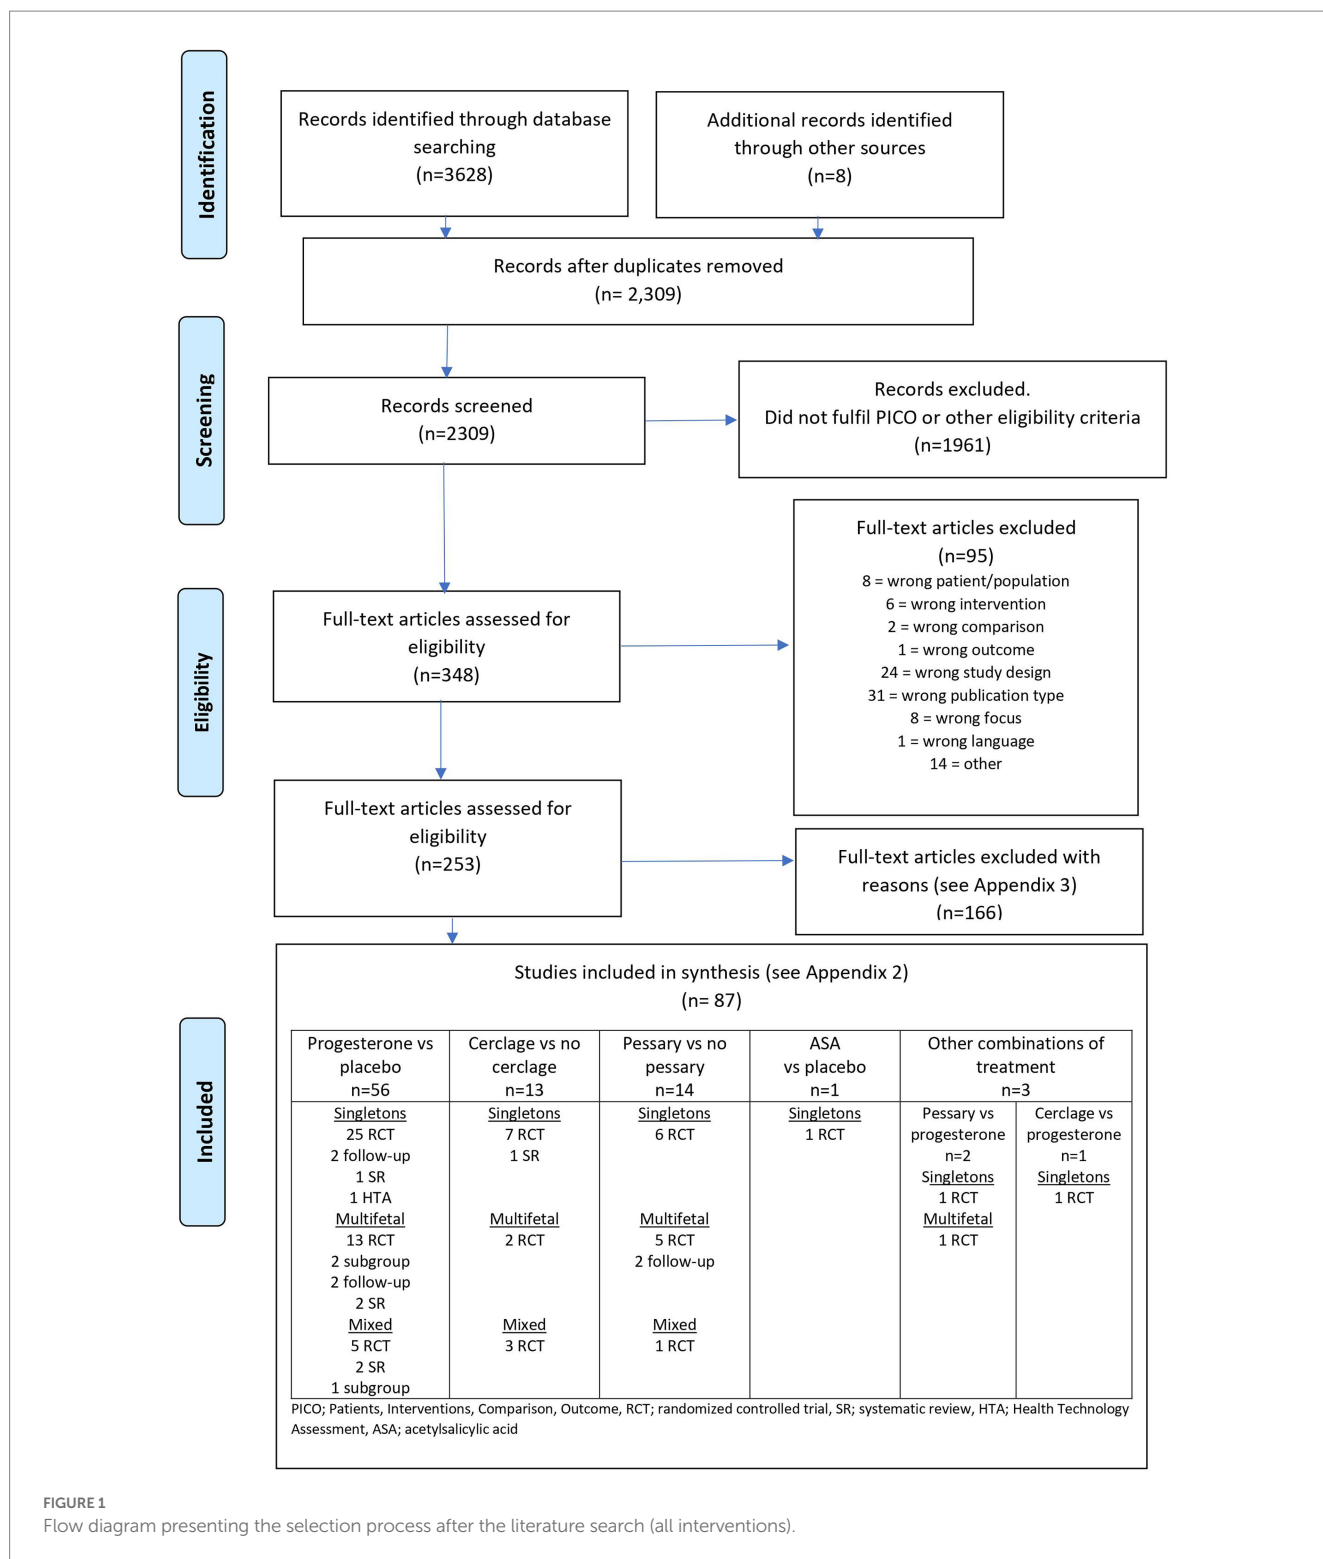 Identification
Records identified through database
searching
(n=3628)
Additional records identified
through other sources
(n=8)
Records after duplicates removed
(n= 2,309)
Screening
Records screened
(n=2309)
Records excluded.
Did not fulfil PICO or other eligibility criteria
(n=1961)
Eligibility
Full-text articles assessed for
eligibility
(n=348)
Full-text articles excluded
(n=95)
8 = wrong patient/population
6 = wrong intervention
2 = wrong comparison
1 = wrong outcome
24 = wrong study design
31 = wrong publication type
8 = wrong focus
1 = wrong language
14 = other
Full-text articles assessed for
eligibility
(n=253)
Full-text articles excluded with
reasons (see Appendix 3)
(n=166)
Included
Studies included in synthesis (see Appendix 2)
(n= 87)
Progesterone vs
placebo
n=56
Singletons
25 RCT
2 follow-up
1 SR
1 HTA
Multifetal
13 RCT
2 subgroup
2 follow-up
2 SR
Mixed
5 RCT
2 SR
1 subgroup
Cerclage vs no
cerclage
n=13
Singletons
7 RCT
1 SR
Multifetal
2 RCT
Mixed
3 RCT
Pessary vs no
pessary
n=14
Singletons
6 RCT
Multifetal
5 RCT
2 follow-up
Mixed
1 RCT
ASA
vs placebo
n=1
Singletons
1 RCT
Other combinations of
treatment
n=3
Pessary vs
progesterone
n=2
Singletons
1 RCT
Multifetal
1 RCT
Cerclage vs
progesterone
n=1
Singletons
1 RCT
PICO; Patients, Interventions, Comparison, Outcome, RCT; randomized controlled trial, SR; systematic review, HTA; Health Technology
Assessment, ASA; acetylsalicylic acid
FIGURE 1
Flow diagram presenting the selection process after the literature search (all interventions).